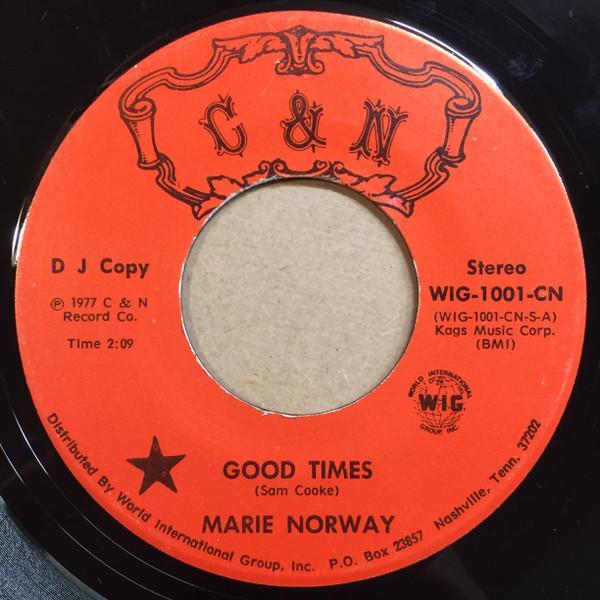 C & N
D J Copy
℗ 1977 C & N
Record Co.
Time 2:09
Stereo
WIG-1001-CN
(WIG-1001-CN-S-A)
Kags Music Corp.
(BMI)
WORLD INTERNATIONAL
WIG
GROUP, INC.
GOOD TIMES
(Sam Cooke)
MARIE NORWAY
Distributed By World International Group, Inc. P.O. Box 23857 Nashville, Tenn. 37202